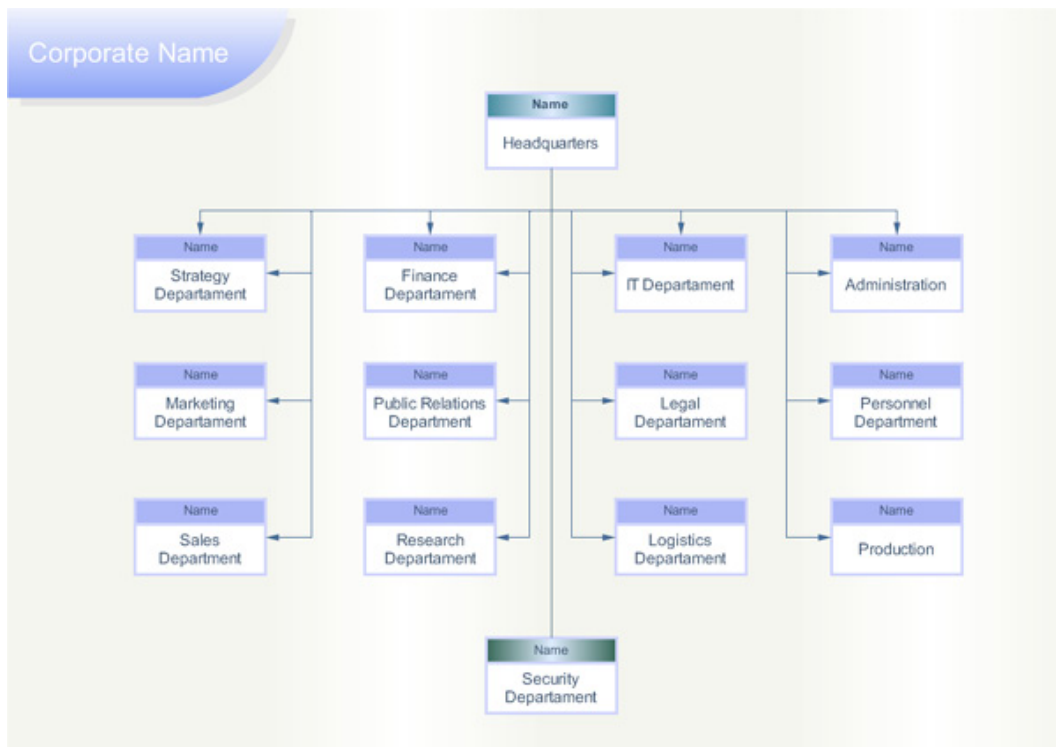 Corporate Name
Name
Headquarters
Name
Strategy
Departament
Name
Finance
Departament
Name
IT Departament
Name
Administration
Name
Marketing
Departament
Name
Public Relations
Department
Name
Legal
Departament
Name
Personnel
Department
Name
Sales
Department
Name
Research
Departament
Name
Logistics
Departament
Name
Production
Name
Security
Departament